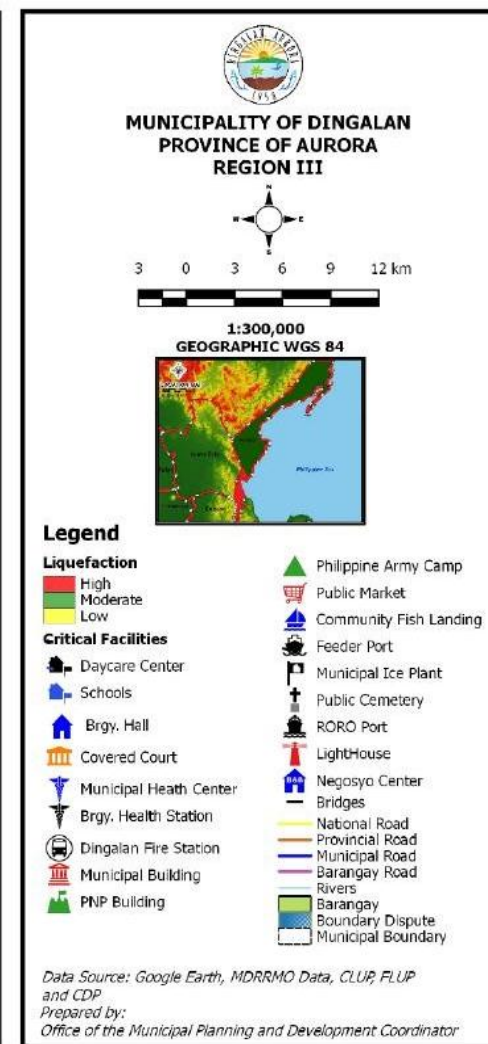 DINGALAN AURORA
1956
MUNICIPALITY OF DINGALAN
PROVINCE OF AURORA
REGION III
N
W E
S
3 0 3 6 9 12 km
1:300,000
GEOGRAPHIC WGS 84
Philippine Sea
Legend
Liquefaction
High
Moderate
Low
Critical Facilities
Daycare Center
Schools
Brgy. Hall
Covered Court
Municipal Heath Center
Brgy. Health Station
Dingalan Fire Station
Municipal Building
PNP Building
Philippine Army Camp
Public Market
Community Fish Landing
Feeder Port
Municipal Ice Plant
Public Cemetery
RORO Port
LightHouse
Negosyo Center
Bridges
National Road
Provincial Road
Municipal Road
Barangay Road
Rivers
Barangay
Boundary Dispute
Municipal Boundary
Data Source: Google Earth, MDRRMO Data, CLUP, FLUP
and CDP
Prepared by:
Office of the Municipal Planning and Development Coordinator